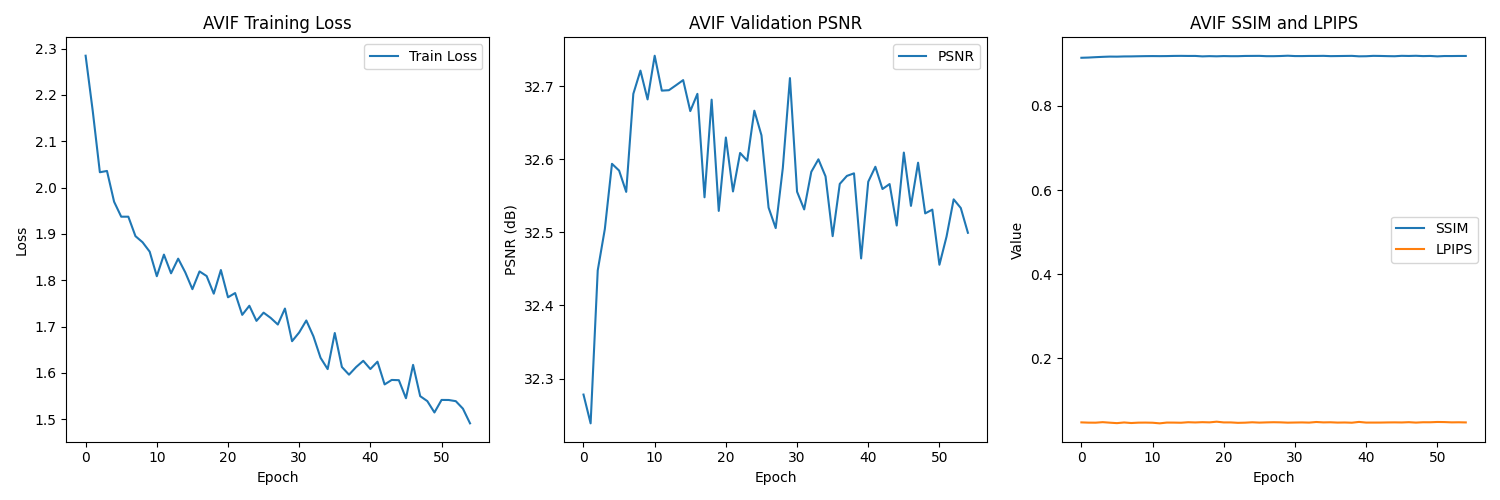 AVIF Training Loss
Train Loss
2.3
2.2
2.1
2.0
1.9
1.8
1.7
1.6
1.5
Loss
0 10 20 30 40 50
Epoch
AVIF Validation PSNR
PSNR
32.7
32.6
32.5
32.4
32.3
PSNR (dB)
0 10 20 30 40 50
Epoch
AVIF SSIM and LPIPS
0.8
0.6
0.4
0.2
Value
SSIM
LPIPS
0 10 20 30 40 50
Epoch